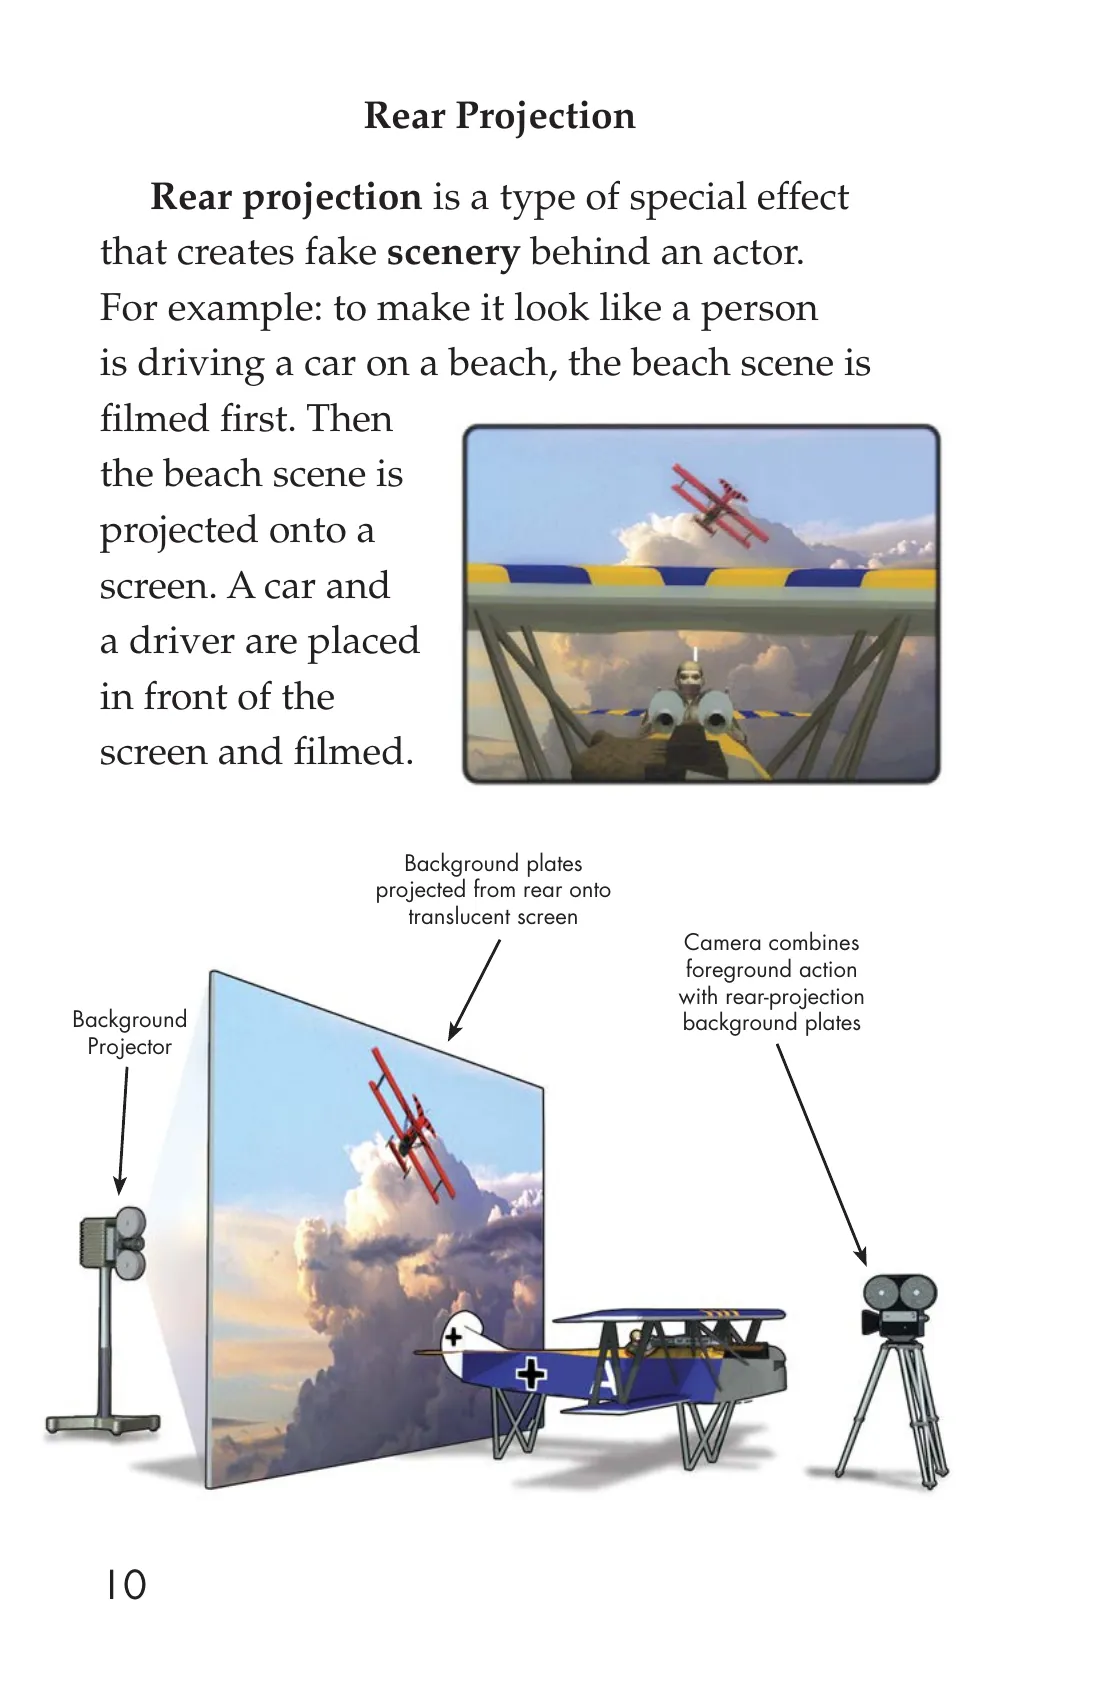 Rear Projection
Rear projection is a type of special effect
that creates fake scenery behind an actor.
For example: to make it look like a person
is driving a car on a beach, the beach scene is
filmed first. Then
the beach scene is
projected onto a
screen. A car and
a driver are placed
in front of the
screen and filmed.
Background plates
projected from rear onto
translucent screen
Camera combines
foreground action
with rear-projection
background plates
Background
Projector
A
10